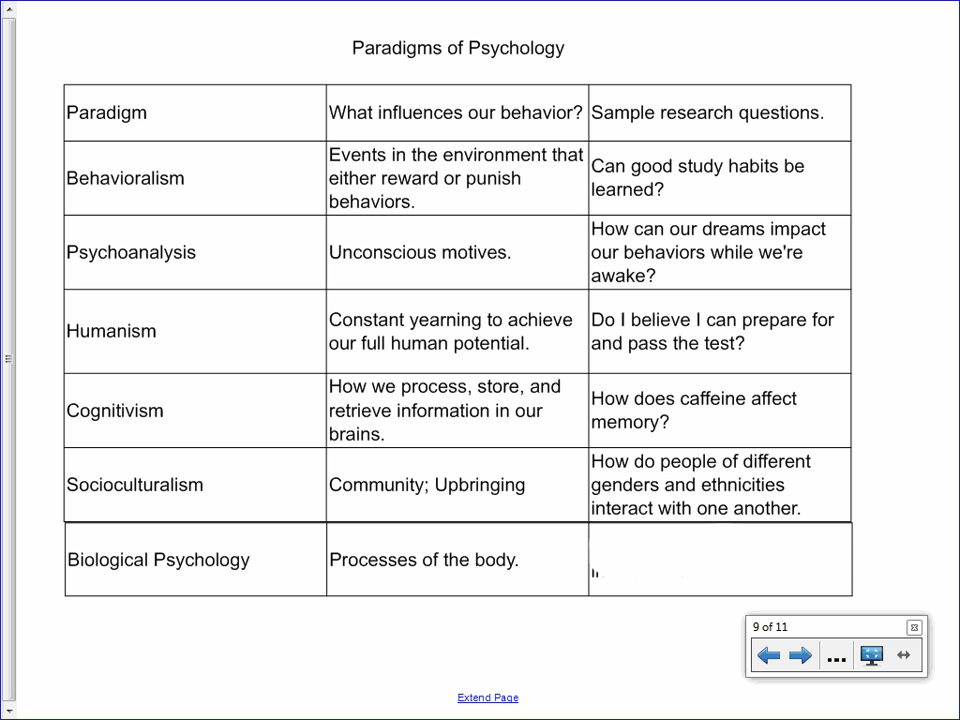 Paradigms of Psychology
Paradigm
What influences our behavior?
Sample research questions.
Behavioralism
Events in the environment that
either reward or punish
behaviors.
Can good study habits be
learned?
Psychoanalysis
Unconscious motives.
How can our dreams impact
our behaviors while we're
awake?
Humanism
Constant yearning to achieve
our full human potential.
Do I believe I can prepare for
and pass the test?
Cognitivism
How we process, store, and
retrieve information in our
brains.
How does caffeine affect
memory?
Socioculturalism
Community; Upbringing
How do people of different
genders and ethnicities
interact with one another.
Biological Psychology
Processes of the body.
9 of 11
...
Extend Page